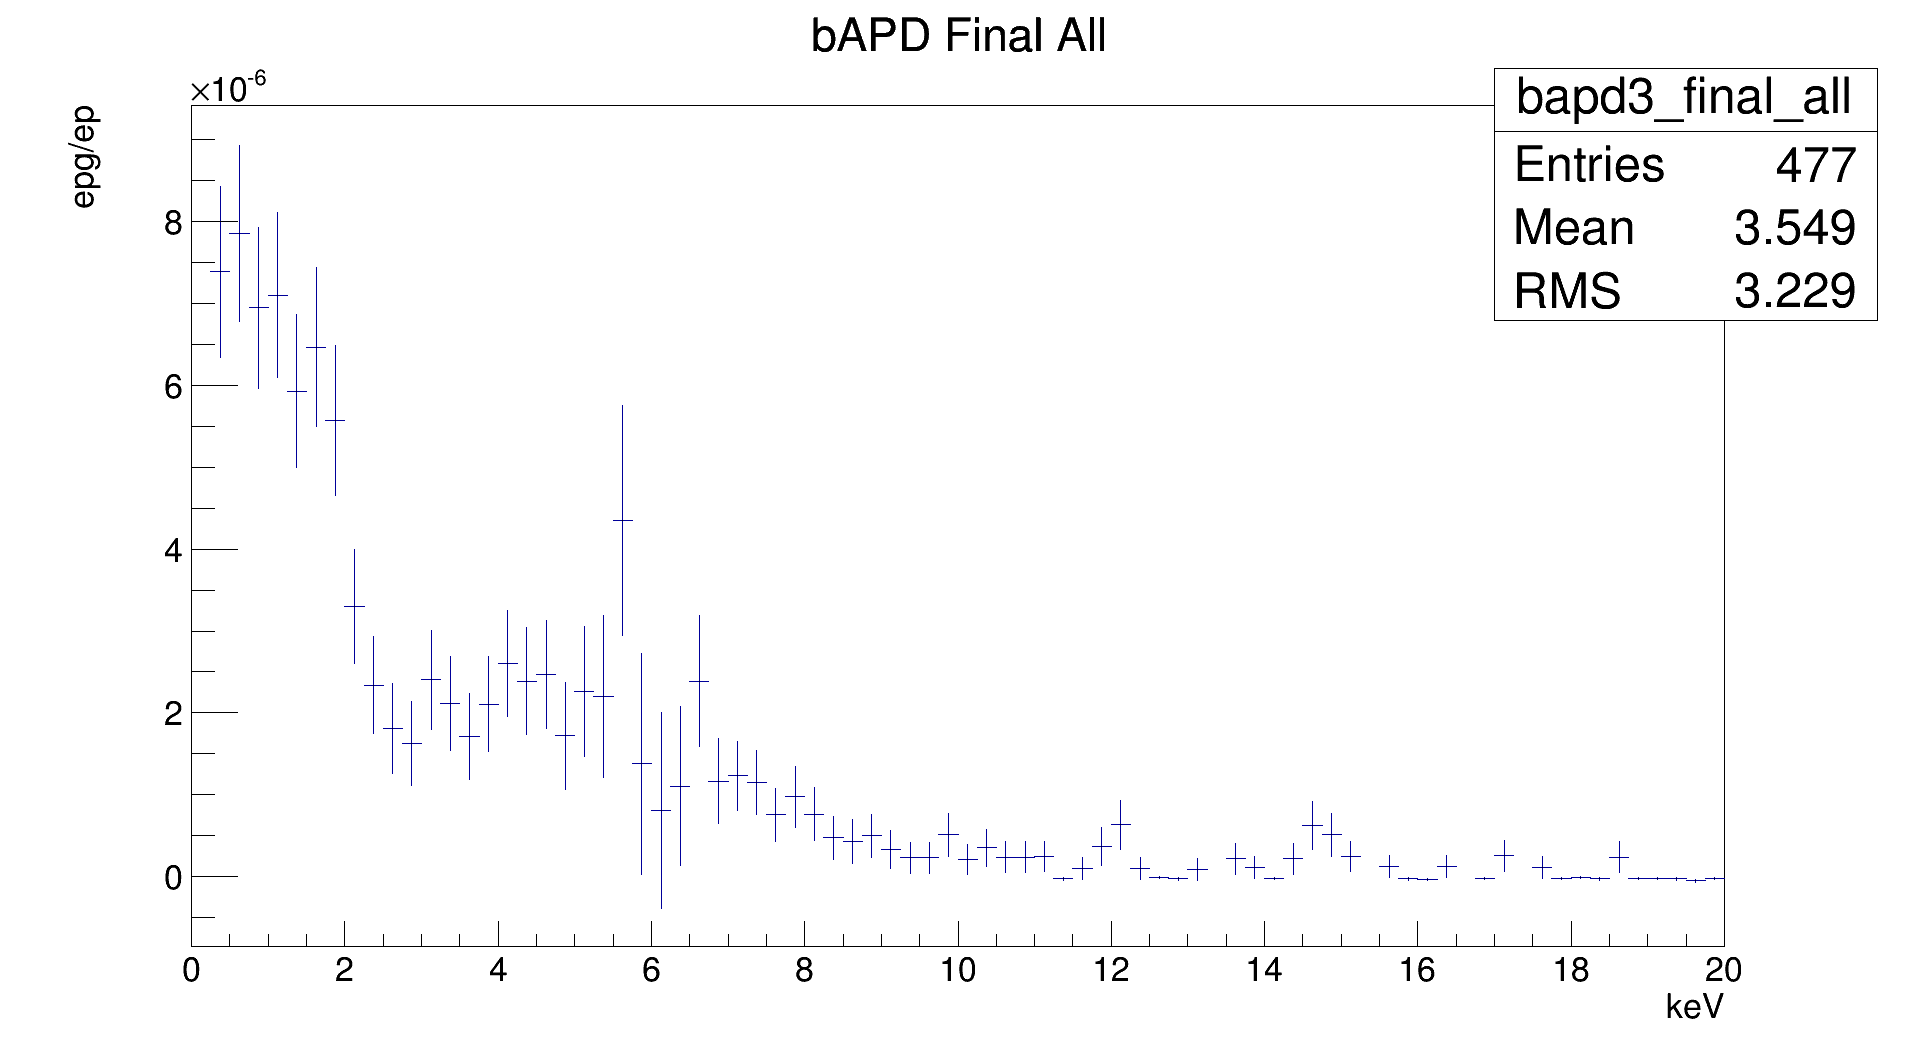 bAPD Final All
×10-6
epg/ep
bapd3_final_all
Entries 477
Mean 3.549
RMS 3.229
8
6
4
2
0
0 2 4 6 8 10 12 14 16 18 20
keV